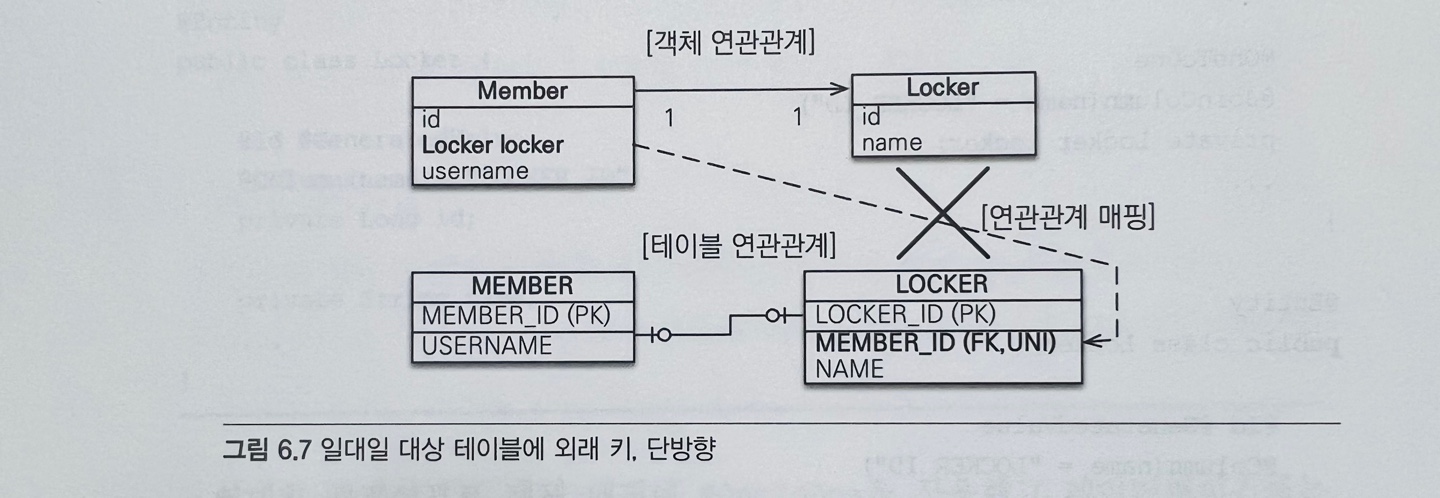 [객체 연관관계]
Member
Locker
id
Locker locker
username
1
1
id
name
[연관관계 매핑]
[테이블 연관관계]
MEMBER
MEMBER_ID (PK)
USERNAME
LOCKER
LOCKER_ID (PK)
MEMBER_ID (FK,UNI)
NAME
그림 6.7 일대일 대상 테이블에 외래 키, 단방향